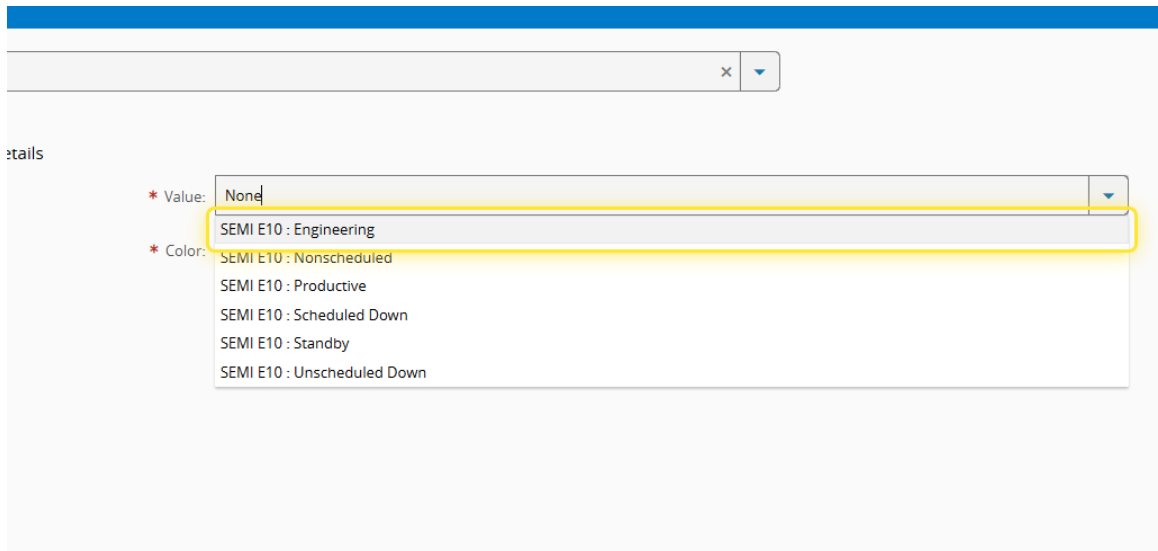 etails
* Value: None
SEMI E10 : Engineering
* Color:
SEMI E10 : Nonscheduled
SEMI E10 : Productive
SEMI E10 : Scheduled Down
SEMI E10 : Standby
SEMI E10 : Unscheduled Down